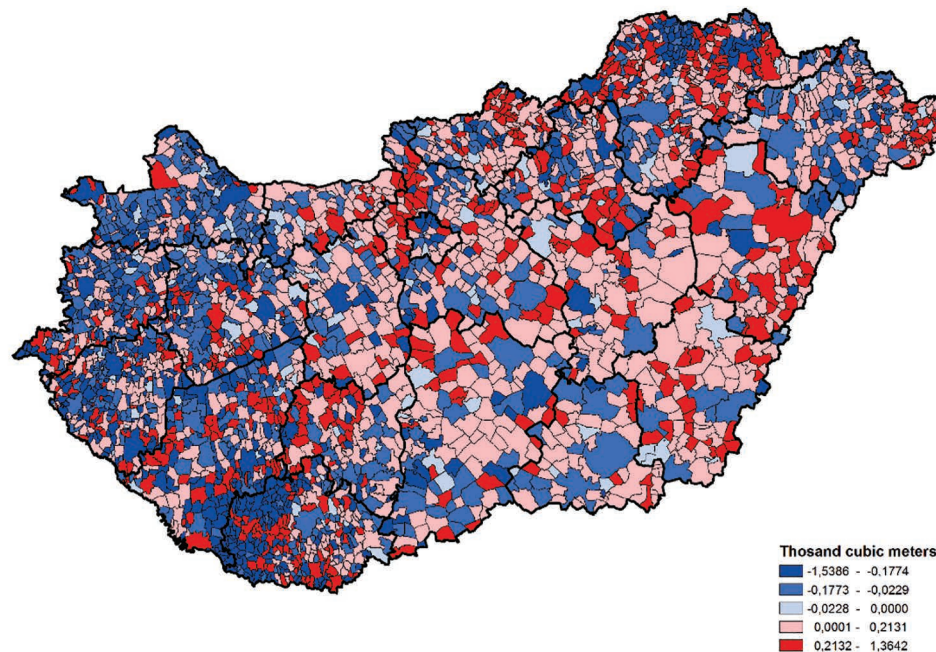 Thosand cubic meters
-1,5386 - -0,1774
-0,1773 - -0,0229
-0,0228 - 0,0000
0,0001 - 0,2131
0,2132 - 1,3642